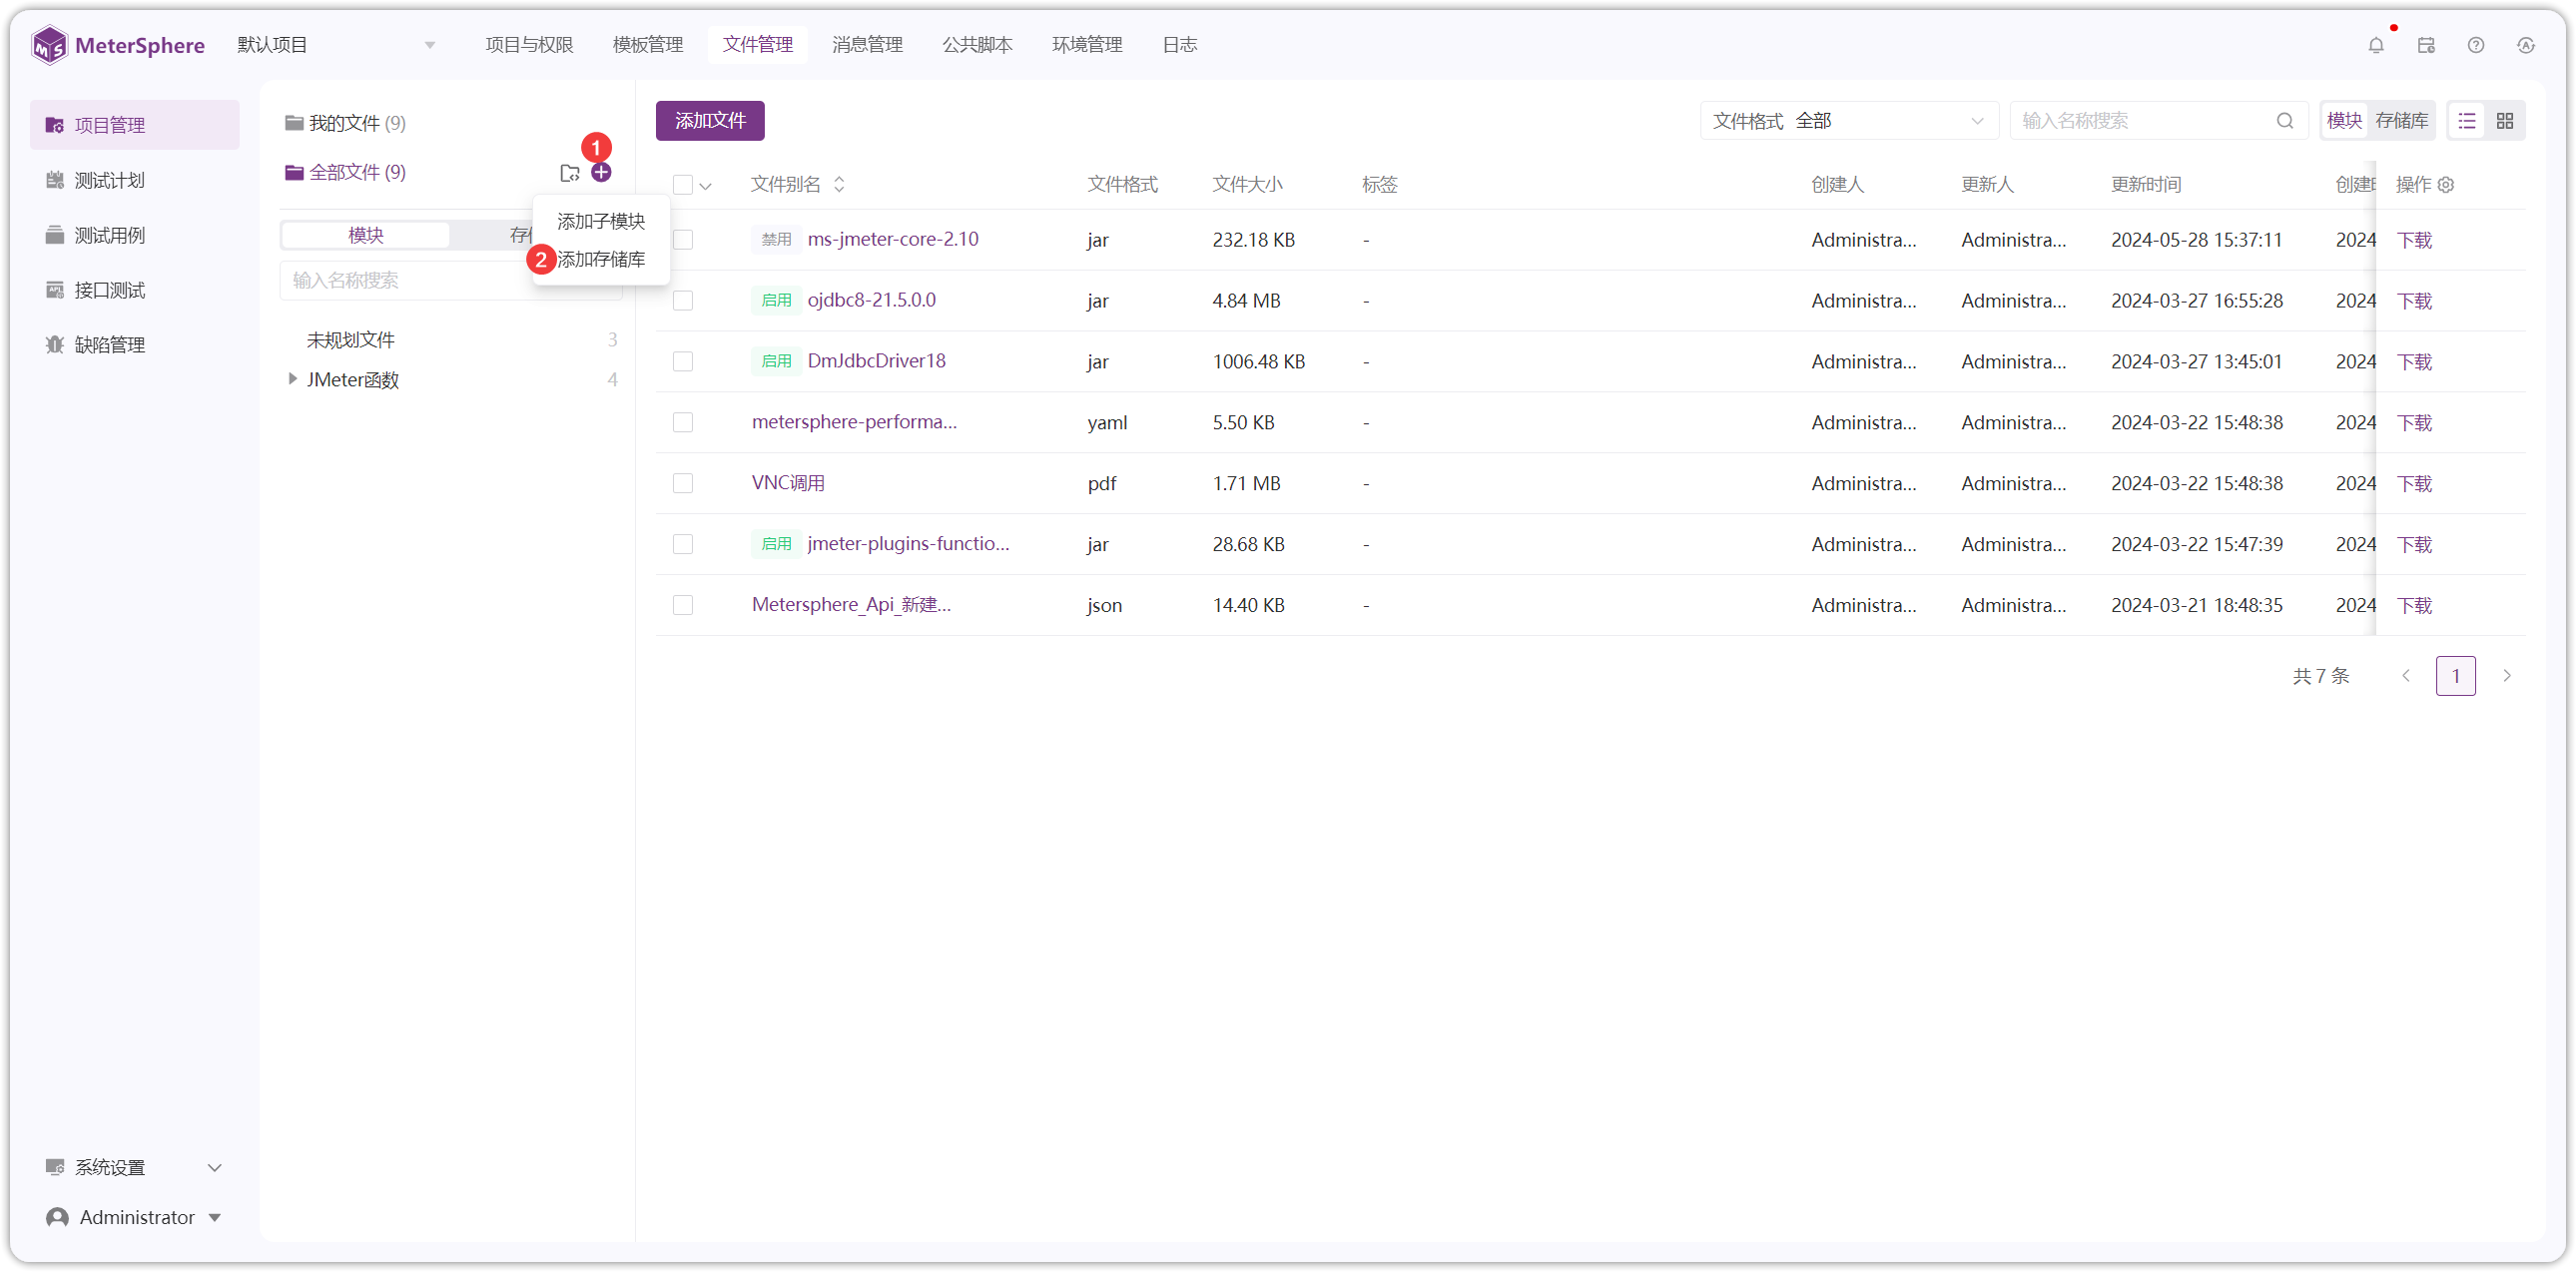 MeterSphere 默认项目 项目与权限 模板管理 文件管理 消息管理 公共脚本 环境管理 日志
项目管理
测试计划
测试用例
接口测试
缺陷管理
系统设置
Administrator
我的文件 (9)
全部文件 (9)
1
添加子模块
2 添加存储库
模块 存
输入名称搜索
未规划文件 3
JMeter函数 4
添加文件 文件格式 全部 输入名称搜索 模块 存储库
文件别名 文件格式 文件大小 标签 创建人 更新人 更新时间 创建 操作
禁用 ms-jmeter-core-2.10 jar 232.18 KB - Administra... Administra... 2024-05-28 15:37:11 2024 下载
启用 ojdbc8-21.5.0.0 jar 4.84 MB - Administra... Administra... 2024-03-27 16:55:28 2024 下载
启用 DmJdbcDriver18 jar 1006.48 KB - Administra... Administra... 2024-03-27 13:45:01 2024 下载
metersphere-performa... yaml 5.50 KB - Administra... Administra... 2024-03-22 15:48:38 2024 下载
VNC调用 pdf 1.71 MB - Administra... Administra... 2024-03-22 15:48:38 2024 下载
启用 jmeter-plugins-functio... jar 28.68 KB - Administra... Administra... 2024-03-22 15:47:39 2024 下载
Metersphere_Api_新建... json 14.40 KB - Administra... Administra... 2024-03-21 18:48:35 2024 下载
共 7 条 1